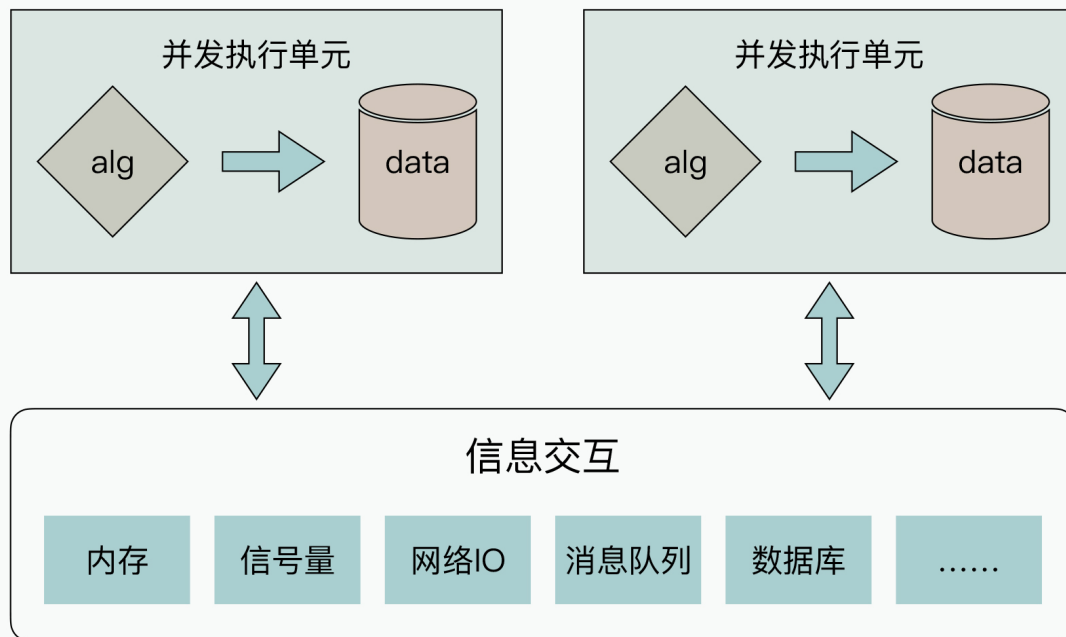 并发执行单元
alg
data
并发执行单元
alg
data
信息交互
内存
信号量
网络IO
消息队列
数据库
……